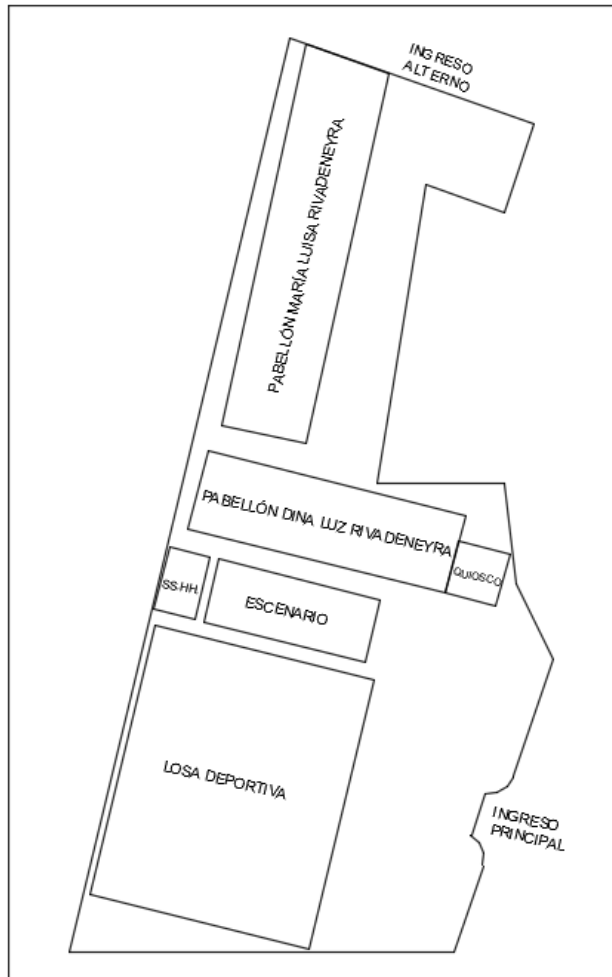 INGRESO
ALTERNO
PABELLÓN MARÍA LUISA RIVADENEYRA
PABELLÓN DINA LUZ RIVADENEYRA
QUIOSCO
SS.HH.
ESCENARIO
LOSA DEPORTIVA
INGRESO
PRINCIPAL